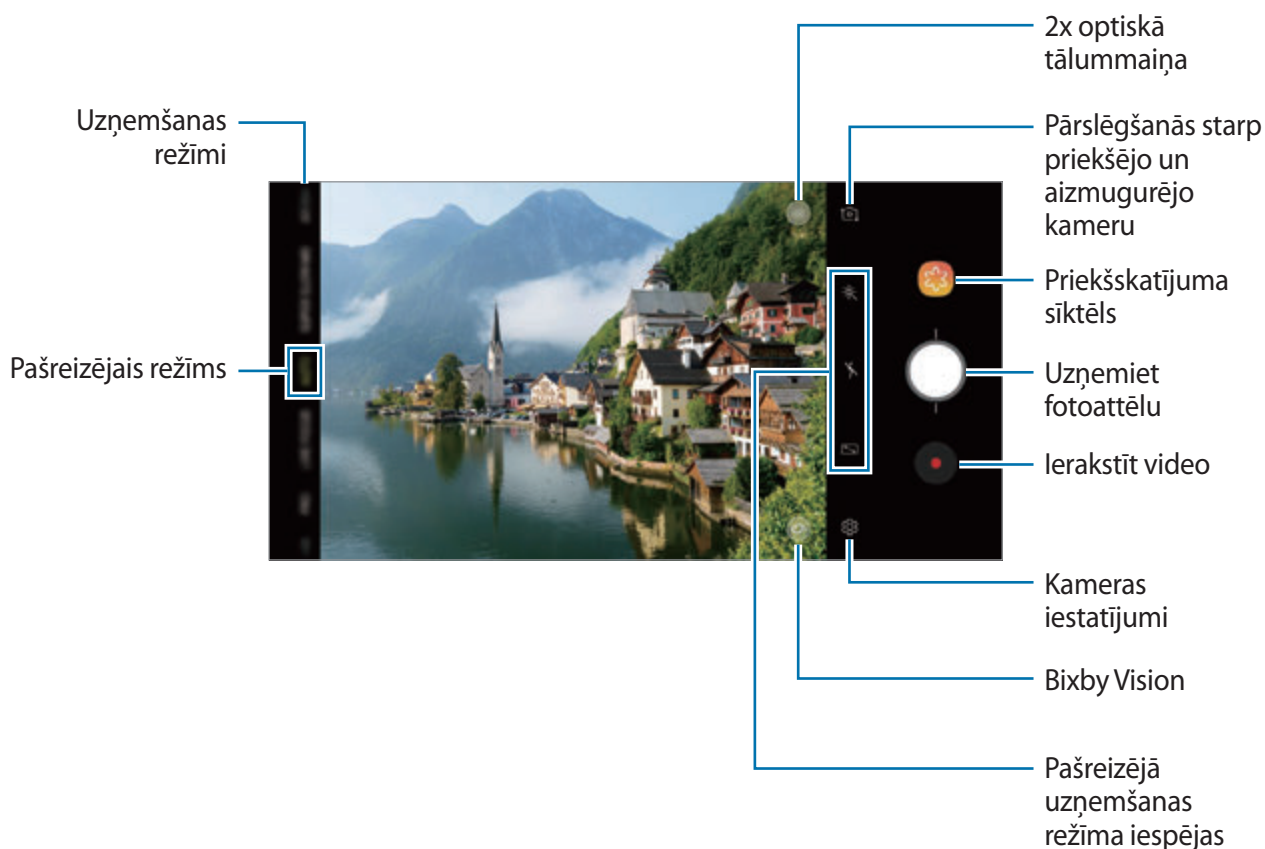 2x optiskā
tālummaiņa
Uzņemšanas
režīmi
Pārslēgšanās starp
priekšējo un
aizmugurējo
kameru
Priekšskatījuma
sīktēls
Pašreizējais režīms
Uzņemiet
fotoattēlu
Ierakstīt video
Kameras
iestatījumi
Bixby Vision
Pašreizējā
uzņemšanas
režīma iespējas